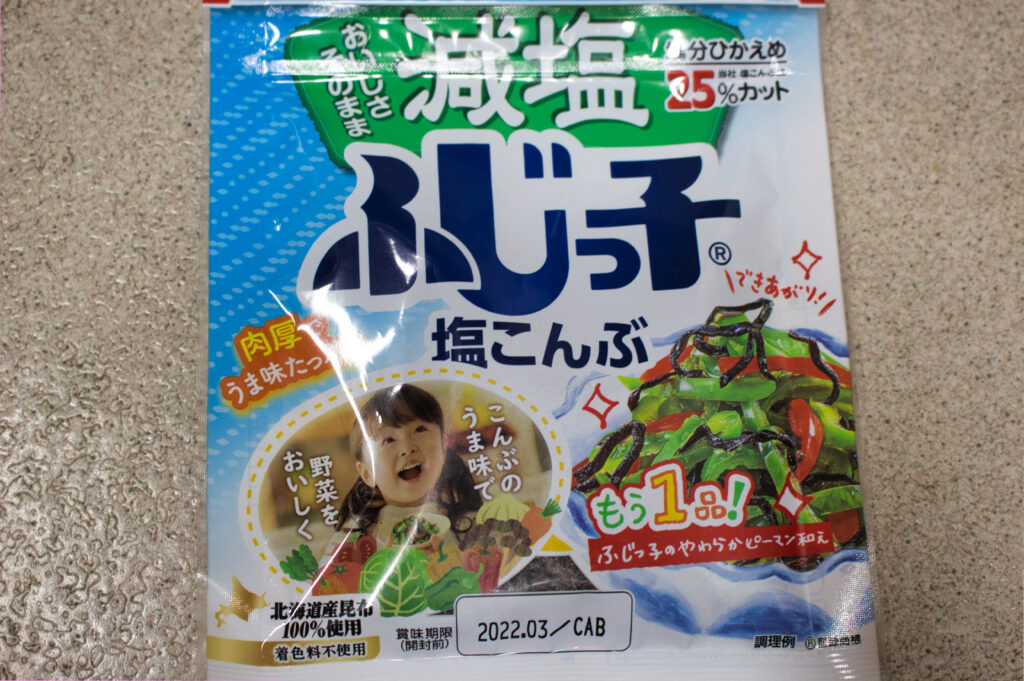 おいしさ
そのまま
減塩
塩分ひかえめ
当社 塩こんぶ
25%カット
ふじっ子®
塩こんぶ
できあがり!
肉厚で
うま味たっ
こんぶの
うま味で
野菜を
おいしく
もう1品!
ふじっ子のやわらかピーマン和え
北海道産昆布
100%使用
着色料不使用
賞味期限
(開封前)
2022.03/CAB
調理例 ®登録商標